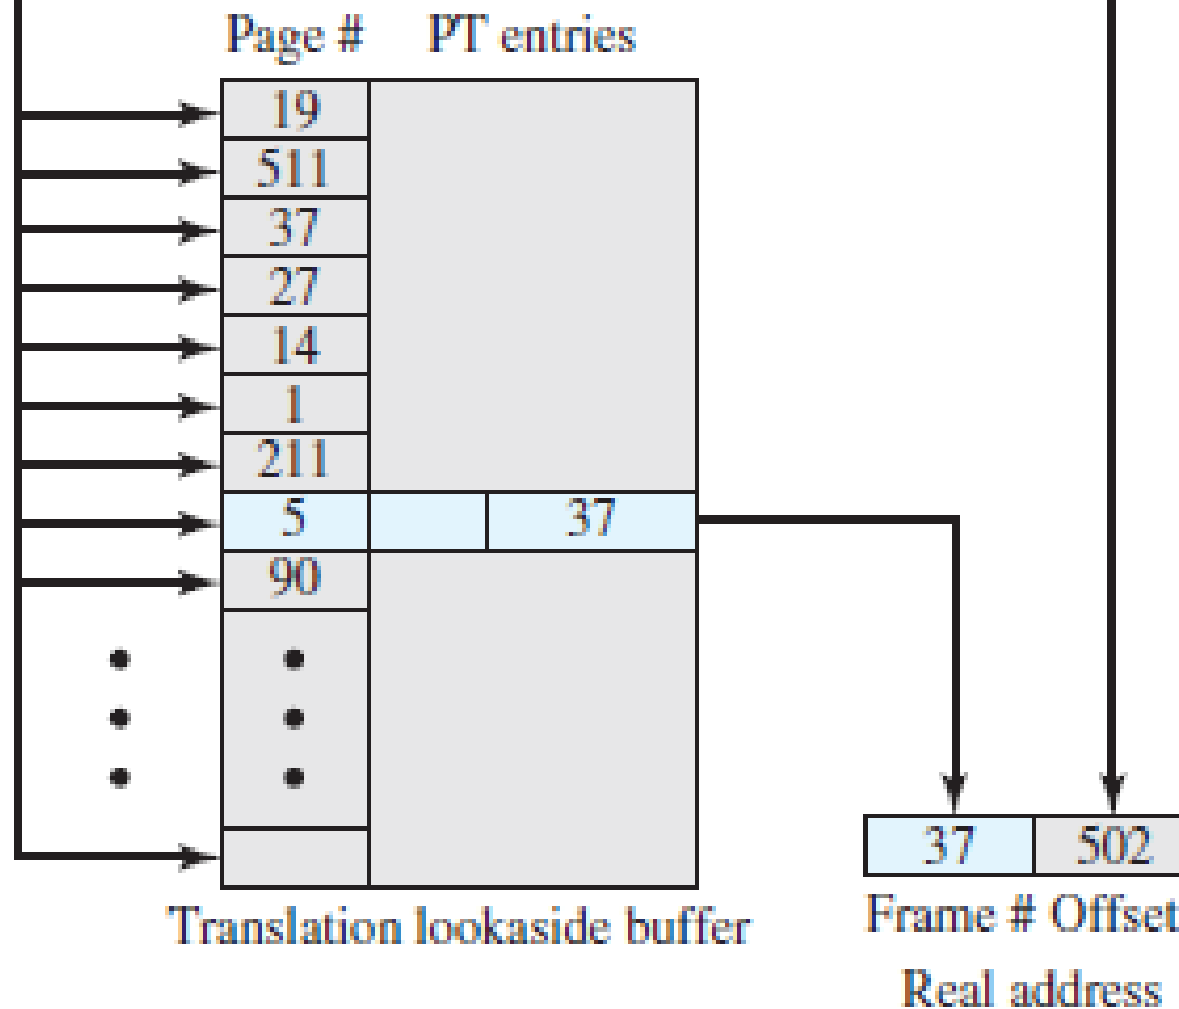 Page # PT entries
19
511
37
27
14
1
211
5 37
90
37 502
Translation lookaside buffer
Frame # Offset
Real address